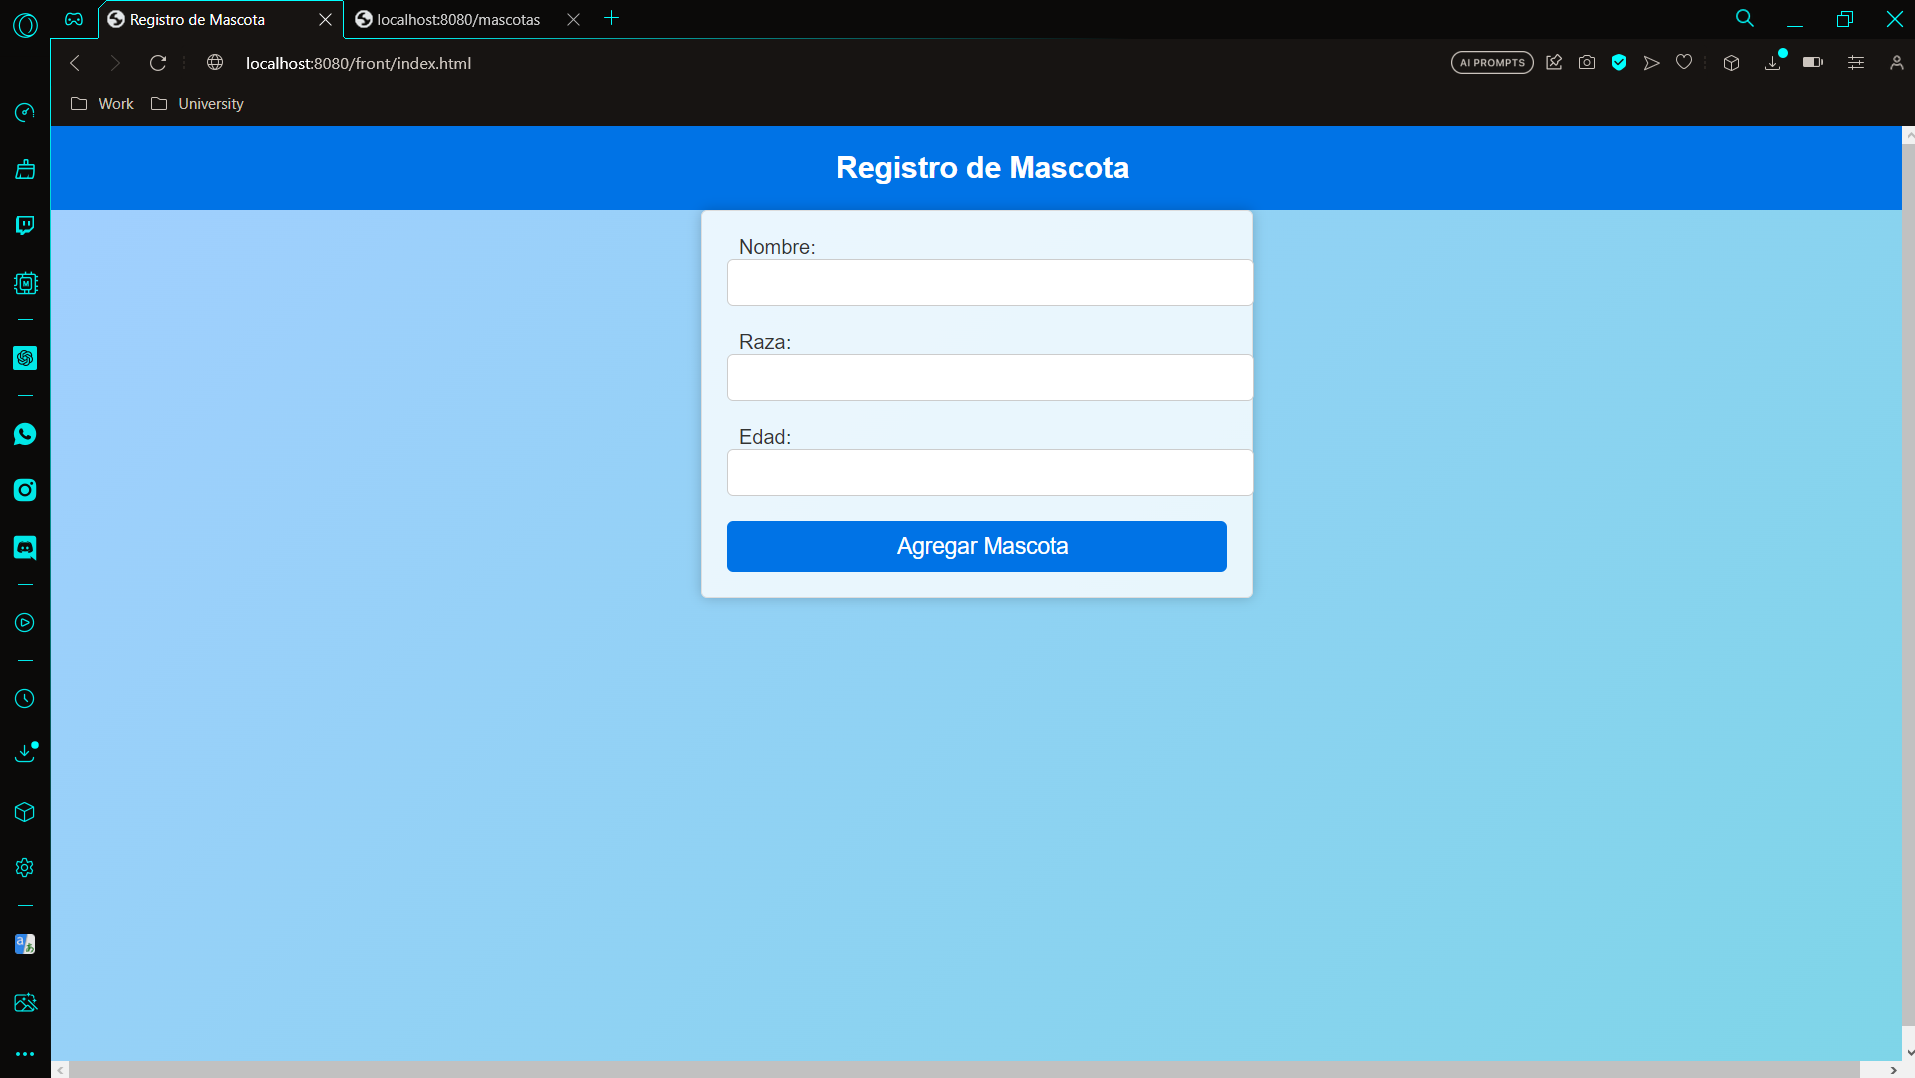 Registro de Mascota
localhost:8080/mascotas
localhost:8080/front/index.html
AI PROMPTS
Work
University
Registro de Mascota
Nombre:
Raza:
Edad:
Agregar Mascota